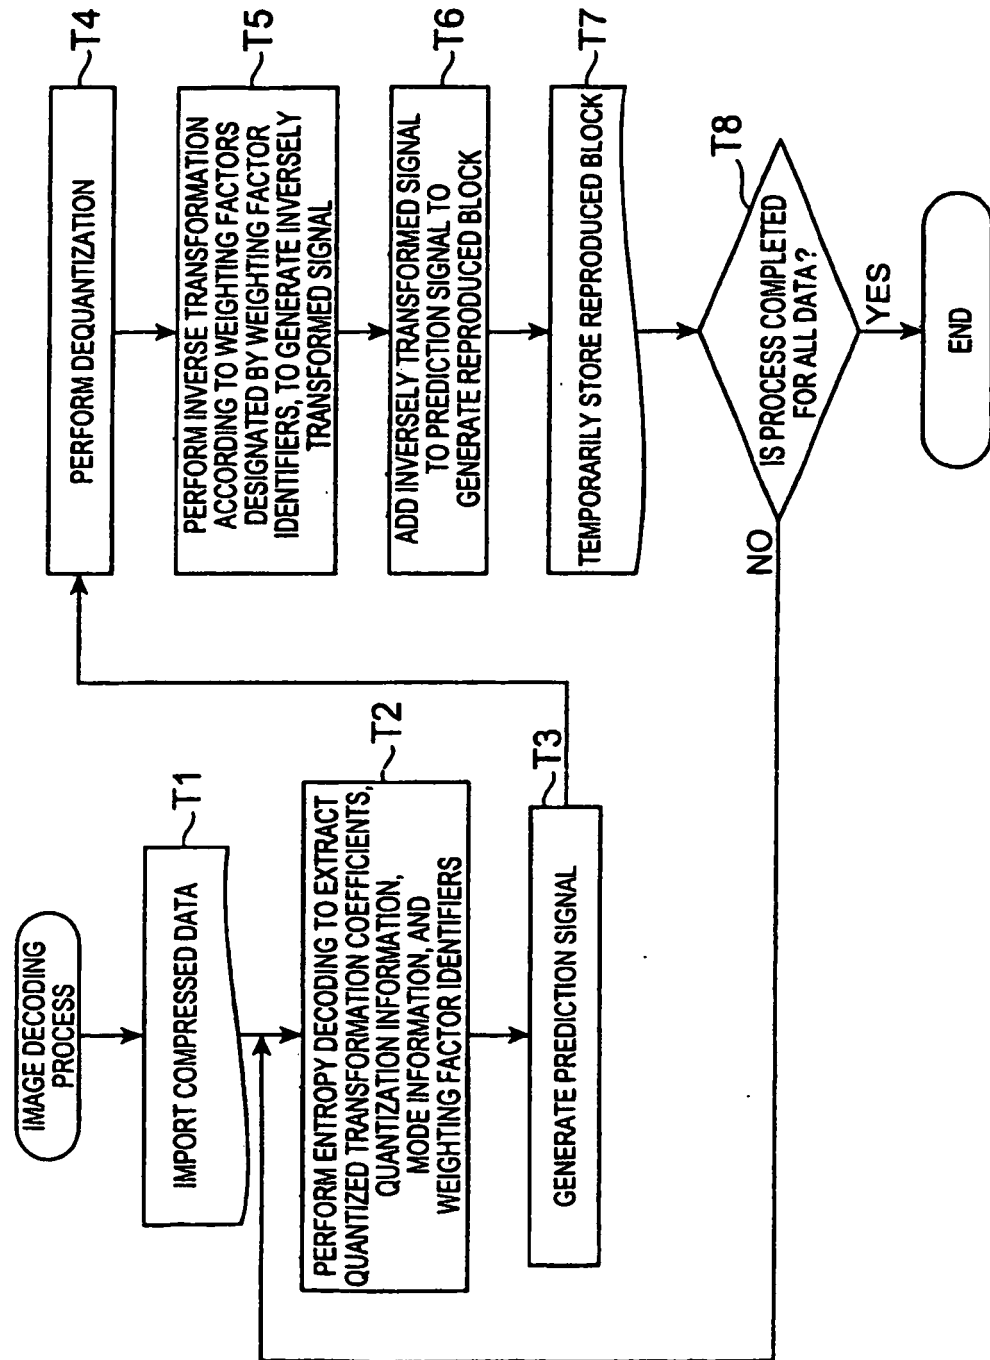 IMAGE DECODING
PROCESS
T1
IMPORT COMPRESSED DATA
T2
PERFORM ENTROPY DECODING TO EXTRACT
QUANTIZED TRANSFORMATION COEFFICIENTS,
QUANTIZATION INFORMATION,
MODE INFORMATION, AND
WEIGHTING FACTOR IDENTIFIERS
T3
GENERATE PREDICTION SIGNAL
T4
PERFORM DEQUANTIZATION
T5
PERFORM INVERSE TRANSFORMATION
ACCORDING TO WEIGHTING FACTORS
DESIGNATED BY WEIGHTING FACTOR
IDENTIFIERS, TO GENERATE INVERSELY
TRANSFORMED SIGNAL
T6
ADD INVERSELY TRANSFORMED SIGNAL
TO PREDICTION SIGNAL TO
GENERATE REPRODUCED BLOCK
T7
TEMPORARILY STORE REPRODUCED BLOCK
T8
IS PROCESS COMPLETED
FOR ALL DATA?
NO
YES
END